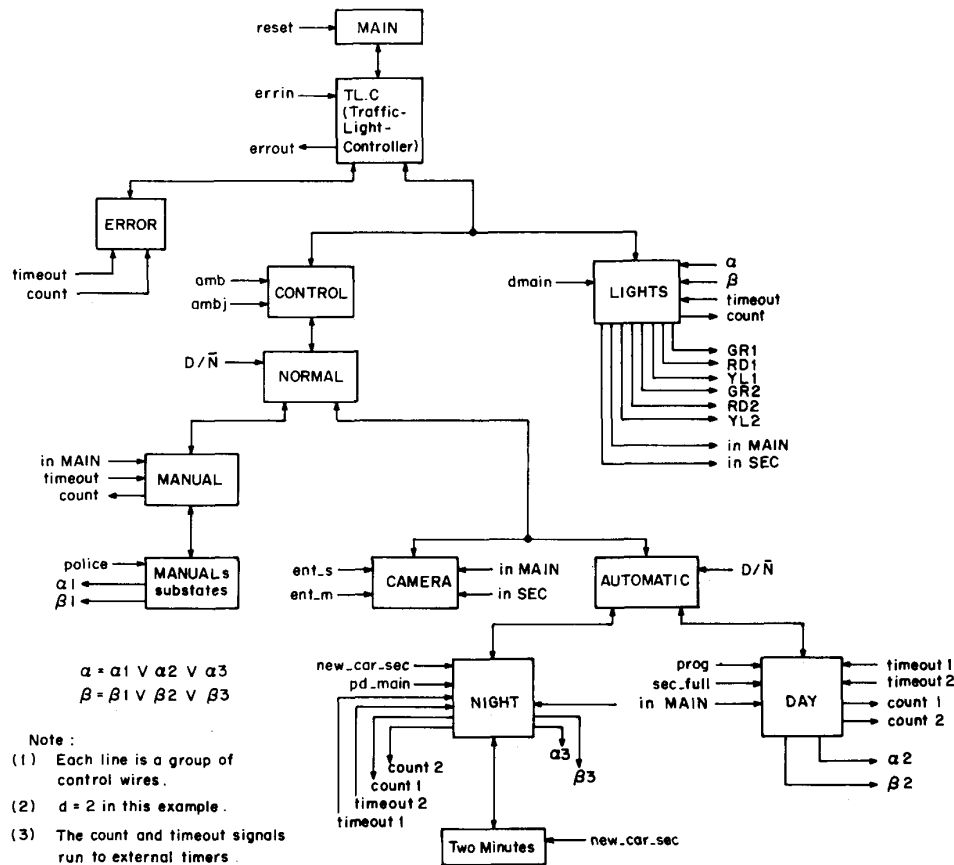 reset
MAIN
errin
TL.C
(Traffic-
Light-
Controller)
errout
ERROR
timeout
count
amb
ambj
CONTROL
dmain
LIGHTS
α
β
timeout
count
GR1
RD1
YL1
GR2
RD2
YL2
in MAIN
in SEC
D/N̄
NORMAL
in MAIN
timeout
count
MANUAL
police
α1
β1
MANUALs
substates
ent_s
ent_m
CAMERA
in MAIN
in SEC
AUTOMATIC
D/N̄
new_car_sec
pd_main
NIGHT
α3
β3
count 2
count 1
timeout 2
timeout 1
Two Minutes
new_car_sec
prog
sec_full
in MAIN
DAY
timeout 1
timeout 2
count 1
count 2
α2
β2
α = α1 V α2 V α3
β = β1 V β2 V β3
Note :
(1) Each line is a group of
control wires.
(2) d = 2 in this example.
(3) The count and timeout signals
run to external timers.